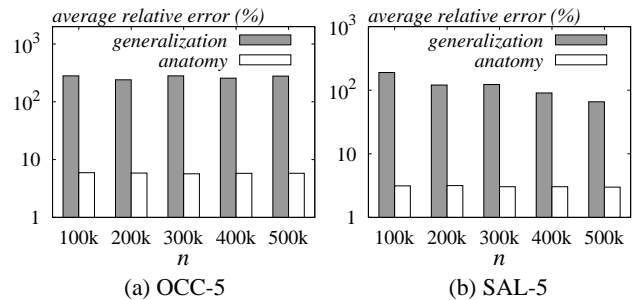 average relative error (%)
10³
generalization
anatomy
10²
10
1
100k 200k 300k 400k 500k
n
(a) OCC-5
average relative error (%)
10³
generalization
anatomy
10²
10
1
100k 200k 300k 400k 500k
n
(b) SAL-5